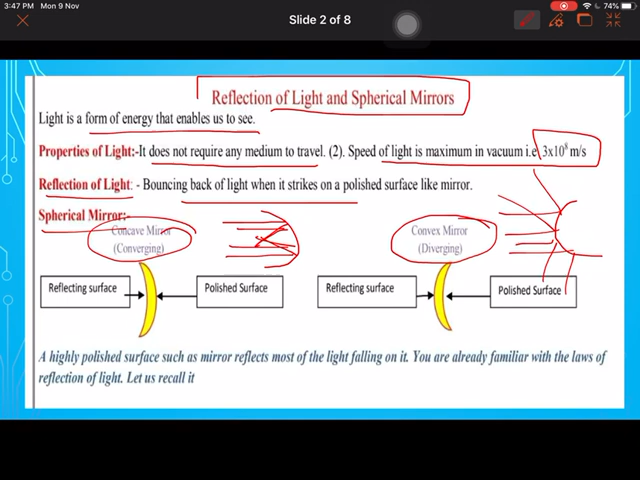 3:47 PM Mon 9 Nov
74%
Slide 2 of 8
Reflection of Light and Spherical Mirrors
Light is a form of energy that enables us to see.
Properties of Light:-It does not require any medium to travel. (2). Speed of light is maximum in vacuum i.e 3x10⁸ m/s
Reflection of Light: - Bouncing back of light when it strikes on a polished surface like mirror.
Spherical Mirror:-
Concave Mirror
(Converging)
Convex Mirror
(Diverging)
Reflecting surface
Polished Surface
Reflecting surface
Polished Surface
A highly polished surface such as mirror reflects most of the light falling on it. You are already familiar with the laws of
reflection of light. Let us recall it